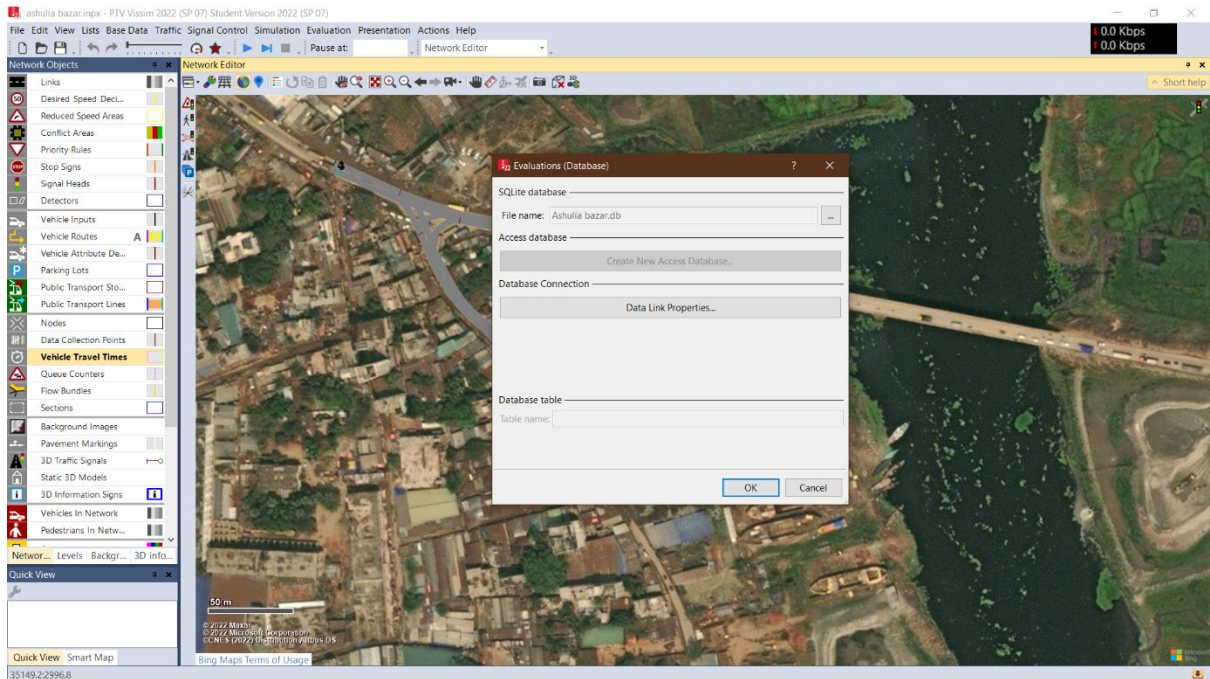 ashulia bazar.inpx - PTV Vissim 2022 (SP 07) Student Version 2022 (SP 07)
File Edit View Lists Base Data Traffic Signal Control Simulation Evaluation Presentation Actions Help
0.0 Kbps
0.0 Kbps
Pause at:
Network Editor
Network Objects
Network Editor
Short help
Links
Desired Speed Deci...
Reduced Speed Areas
Conflict Areas
Priority Rules
Stop Signs
Signal Heads
Detectors
Vehicle Inputs
Vehicle Routes A
Vehicle Attribute De...
Parking Lots
Public Transport Sto...
Public Transport Lines
Nodes
Data Collection Points
Vehicle Travel Times
Queue Counters
Flow Bundles
Sections
Background Images
Pavement Markings
3D Traffic Signals
Static 3D Models
3D Information Signs
Vehicles In Network
Pedestrians In Netw...
Networ... Levels Backgr... 3D info...
Quick View
Quick View Smart Map
35149.2:2996.8
Evaluations (Database)
SQLite database
File name: Ashulia bazar.db ...
Access database
Create New Access Database...
Database Connection
Data Link Properties...
Database table
Table name:
OK Cancel
50 m
© 2022 Maxar
© 2022 Microsoft Corporation
©CNES (2022) Distribution Airbus DS
Bing Maps Terms of Usage
Microsoft
Bing